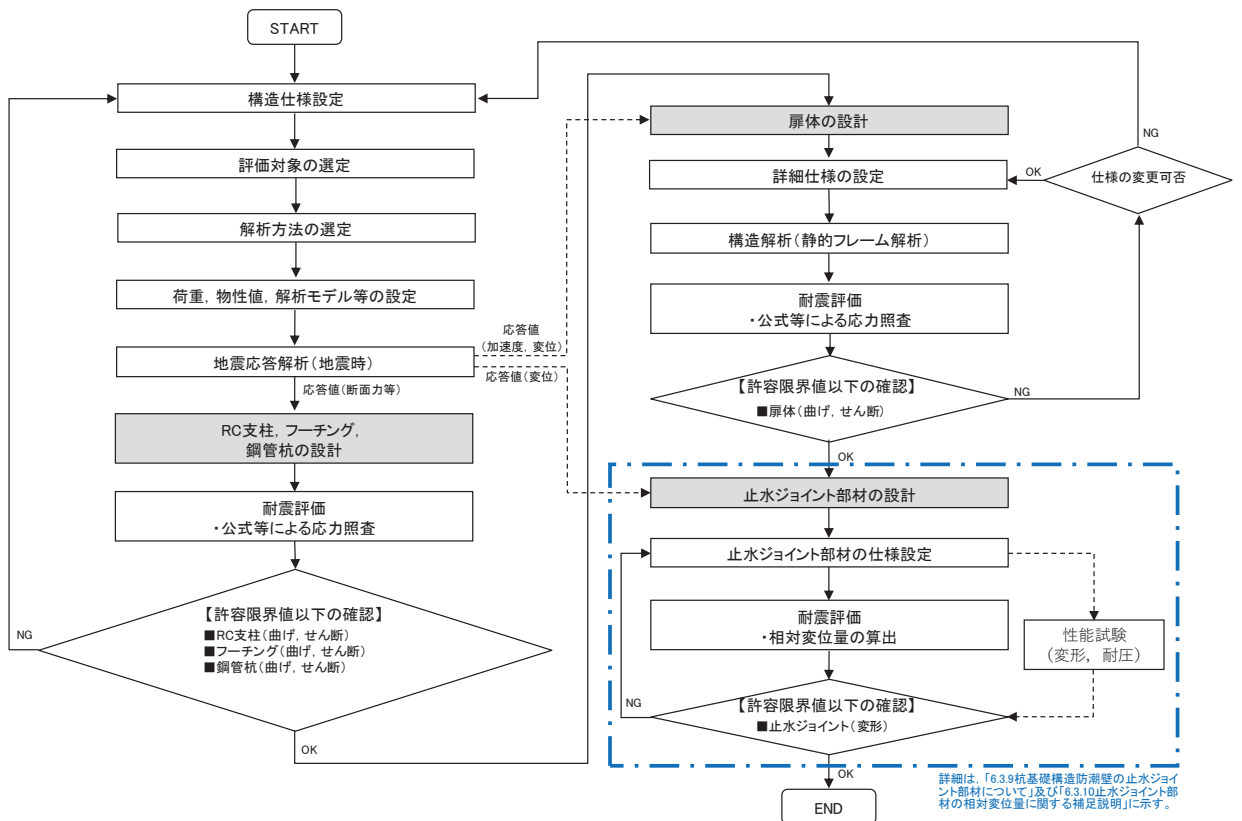 START
構造仕様設定
評価対象の選定
解析方法の選定
荷重，物性値，解析モデル等の設定
地震応答解析（地震時）
応答値
（加速度，変位）
応答値（変位）
応答値（断面力等）
RC支柱，フーチング，
鋼管杭の設計
耐震評価
・公式等による応力照査
【許容限界値以下の確認】
■RC支柱（曲げ，せん断）
■フーチング（曲げ，せん断）
■鋼管杭（曲げ，せん断）
NG
OK
扉体の設計
詳細仕様の設定
OK
仕様の変更可否
NG
構造解析（静的フレーム解析）
耐震評価
・公式等による応力照査
【許容限界値以下の確認】
■扉体（曲げ，せん断）
NG
OK
止水ジョイント部材の設計
止水ジョイント部材の仕様設定
耐震評価
・相対変位量の算出
性能試験
（変形，耐圧）
【許容限界値以下の確認】
■止水ジョイント（変形）
NG
OK
END
詳細は，「6.3.9杭基礎構造防潮壁の止水ジョイ
ント部材について」及び「6.3.10止水ジョイント部
材の相対変位量に関する補足説明」に示す。